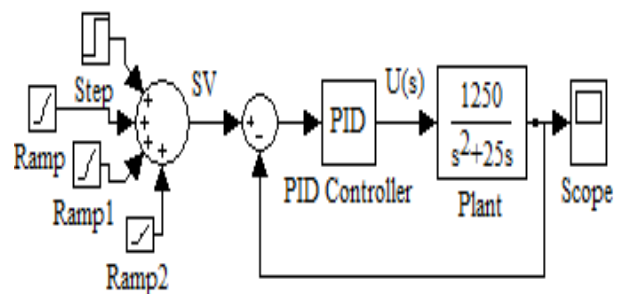 Step
SV
+
+
+
+
Ramp
Ramp1
Ramp2
+
-
PID
PID Controller
U(s)
1250
s²+25s
Plant
Scope